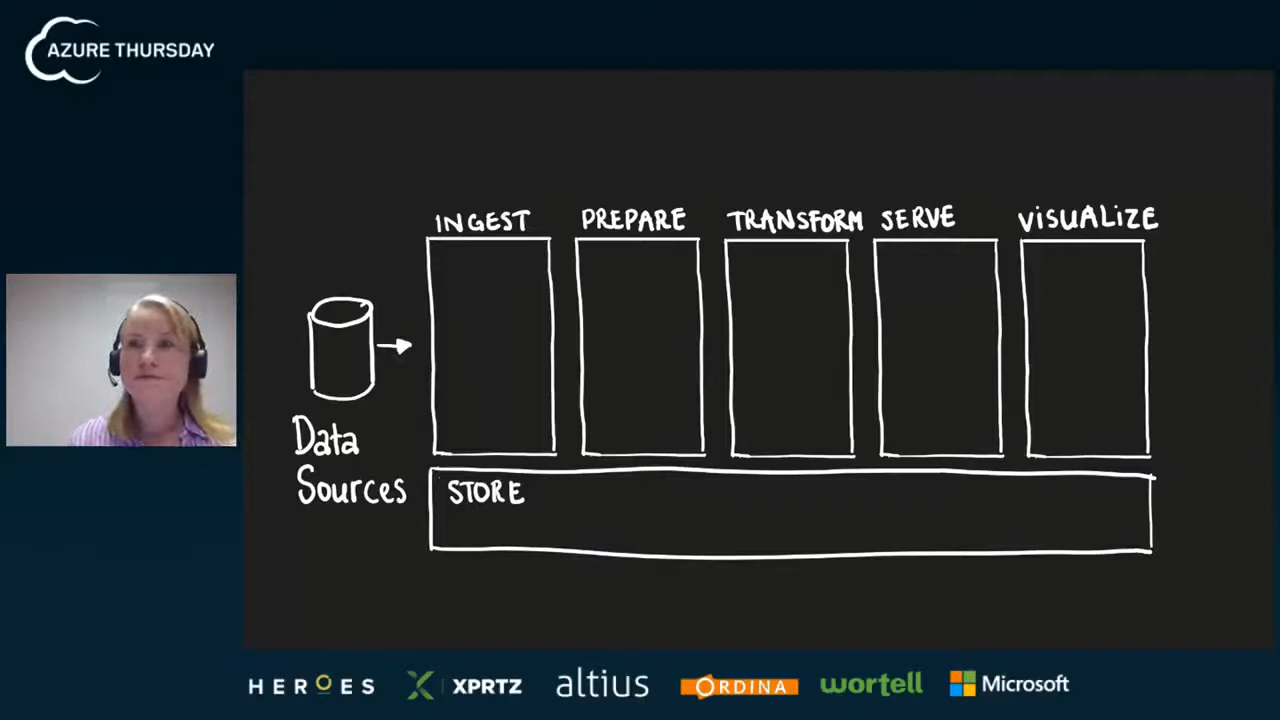 AZURE THURSDAY
INGEST PREPARE TRANSFORM SERVE VISUALIZE
Data
Sources
STORE
HEROES XPRTZ altius ORDINA wortell Microsoft